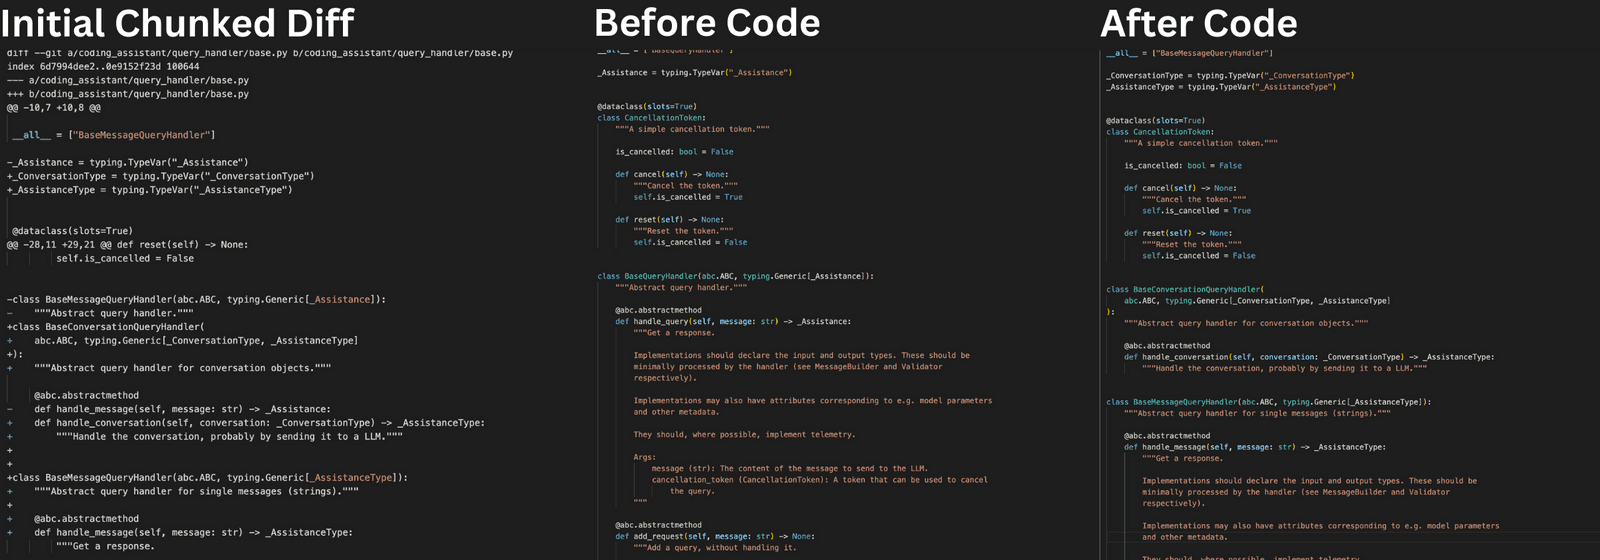 Initial Chunked Diff
diff --git a/coding_assistant/query_handler/base.py b/coding_assistant/query_handler/base.py
index 6d7994dee2..0e9152f23d 100644
--- a/coding_assistant/query_handler/base.py
+++ b/coding_assistant/query_handler/base.py
@@ -10,7 +10,8 @@
__all__ = ["BaseMessageQueryHandler"]
-_Assistance = typing.TypeVar("_Assistance")
+_ConversationType = typing.TypeVar("_ConversationType")
+_AssistanceType = typing.TypeVar("_AssistanceType")
@dataclass(slots=True)
@@ -28,11 +29,21 @@ def reset(self) -> None:
self.is_cancelled = False
-class BaseMessageQueryHandler(abc.ABC, typing.Generic[_Assistance]):
-    """Abstract query handler."""
+class BaseConversationQueryHandler(
+    abc.ABC, typing.Generic[_ConversationType, _AssistanceType]
+):
+    """Abstract query handler for conversation objects."""
@abc.abstractmethod
-    def handle_message(self, message: str) -> _Assistance:
+    def handle_conversation(self, conversation: _ConversationType) -> _AssistanceType:
+        """Handle the conversation, probably by sending it to a LLM."""
+
+
+class BaseMessageQueryHandler(abc.ABC, typing.Generic[_AssistanceType]):
+    """Abstract query handler for single messages (strings)."""
+
+    @abc.abstractmethod
+    def handle_message(self, message: str) -> _AssistanceType:
"""Get a response.
Before Code
__all__ = ["BaseQueryHandler"]
_Assistance = typing.TypeVar("_Assistance")
@dataclass(slots=True)
class CancellationToken:
"""A simple cancellation token."""
is_cancelled: bool = False
def cancel(self) -> None:
"""Cancel the token."""
self.is_cancelled = True
def reset(self) -> None:
"""Reset the token."""
self.is_cancelled = False
class BaseQueryHandler(abc.ABC, typing.Generic[_Assistance]):
"""Abstract query handler."""
@abc.abstractmethod
def handle_query(self, message: str) -> _Assistance:
"""Get a response.
Implementations should declare the input and output types. These should be
minimally processed by the handler (see MessageBuilder and Validator
respectively).
Implementations may also have attributes corresponding to e.g. model parameters
and other metadata.
They should, where possible, implement telemetry.
Args:
message (str): The content of the message to send to the LLM.
cancellation_token (CancellationToken): A token that can be used to cancel
the query.
"""
@abc.abstractmethod
def add_request(self, message: str) -> None:
"""Add a query, without handling it.
After Code
__all__ = ["BaseMessageQueryHandler"]
_ConversationType = typing.TypeVar("_ConversationType")
_AssistanceType = typing.TypeVar("_AssistanceType")
@dataclass(slots=True)
class CancellationToken:
"""A simple cancellation token."""
is_cancelled: bool = False
def cancel(self) -> None:
"""Cancel the token."""
self.is_cancelled = True
def reset(self) -> None:
"""Reset the token."""
self.is_cancelled = False
class BaseConversationQueryHandler(
abc.ABC, typing.Generic[_ConversationType, _AssistanceType]
):
"""Abstract query handler for conversation objects."""
@abc.abstractmethod
def handle_conversation(self, conversation: _ConversationType) -> _AssistanceType:
"""Handle the conversation, probably by sending it to a LLM."""
class BaseMessageQueryHandler(abc.ABC, typing.Generic[_AssistanceType]):
"""Abstract query handler for single messages (strings)."""
@abc.abstractmethod
def handle_message(self, message: str) -> _AssistanceType:
"""Get a response.
Implementations should declare the input and output types. These should be
minimally processed by the handler (see MessageBuilder and Validator
respectively).
Implementations may also have attributes corresponding to e.g. model parameters
and other metadata.
They should, where possible, implement telemetry.